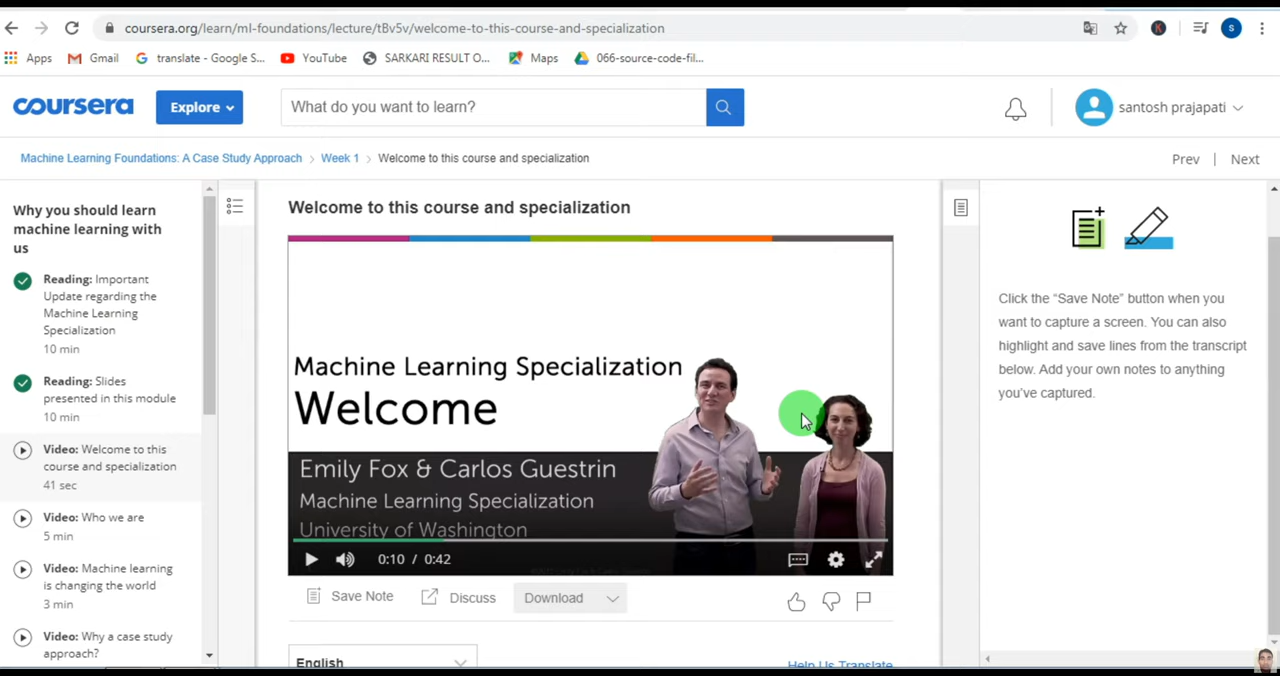 coursera.org/learn/ml-foundations/lecture/tBv5v/welcome-to-this-course-and-specialization
S
Apps
Gmail
translate - Google S...
YouTube
SARKARI RESULT O...
Maps
066-source-code-fil...
coursera
Explore
What do you want to learn?
santosh prajapati
Machine Learning Foundations: A Case Study Approach > Week 1 > Welcome to this course and specialization
Prev | Next
Why you should learn
machine learning with
us
Reading: Important
Update regarding the
Machine Learning
Specialization
10 min
Reading: Slides
presented in this module
10 min
Video: Welcome to this
course and specialization
41 sec
Video: Who we are
5 min
Video: Machine learning
is changing the world
3 min
Video: Why a case study
approach?
Welcome to this course and specialization
Machine Learning Specialization
Welcome
Emily Fox & Carlos Guestrin
Machine Learning Specialization
University of Washington
0:10 / 0:42
Save Note
Discuss
Download
English
Help Us Translate
Click the “Save Note” button when you
want to capture a screen. You can also
highlight and save lines from the transcript
below. Add your own notes to anything
you’ve captured.